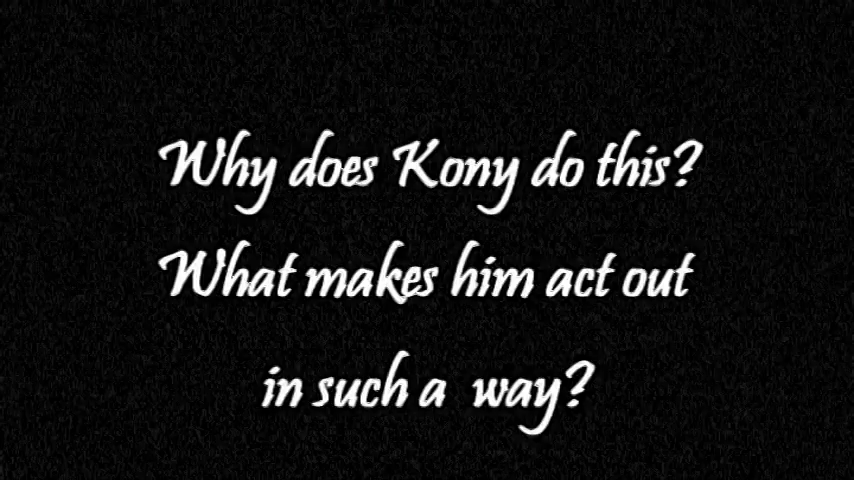 Why does Kony do this?
What makes him act out
in such a way?